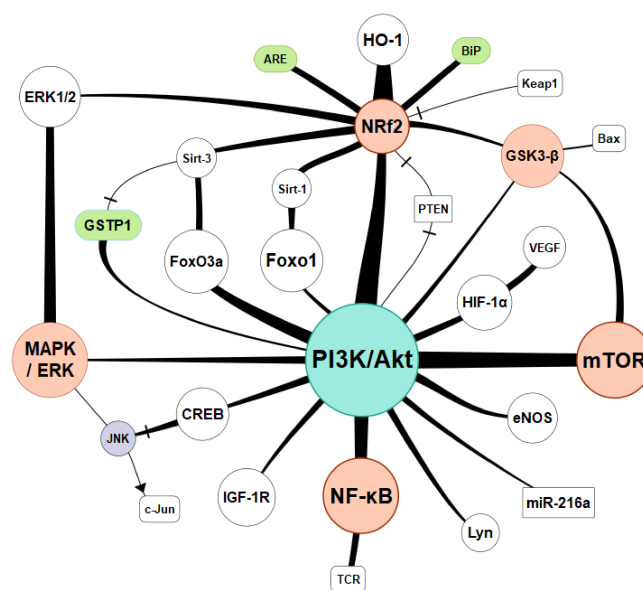 HO-1
ARE
BiP
Keap1
ERK1/2
NRf2
Bax
GSK3-β
Sirt-3
Sirt-1
PTEN
GSTP1
VEGF
FoxO3a
Foxo1
HIF-1α
MAPK
/ ERK
PI3K/Akt
mTOR
CREB
eNOS
JNK
IGF-1R
NF-κB
miR-216a
c-Jun
Lyn
TCR